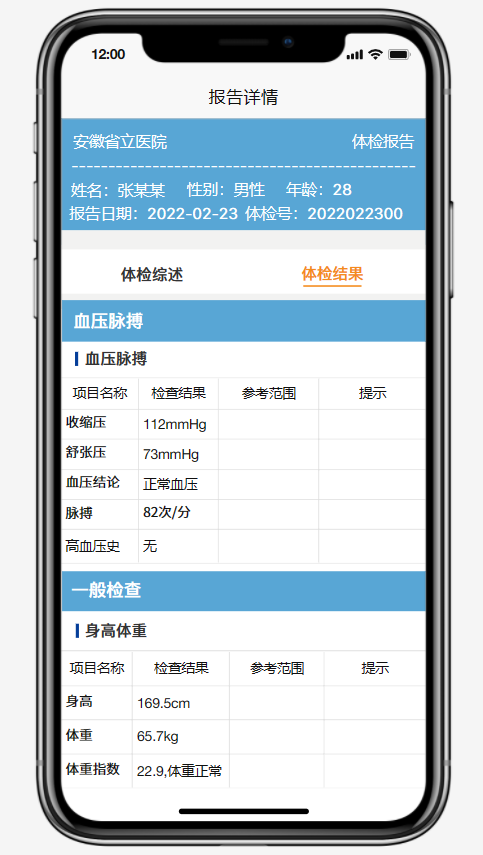 12:00
报告详情
安徽省立医院 体检报告
姓名：张某某 性别：男性 年龄：28
报告日期：2022-02-23 体检号：2022022300
体检综述 体检结果
血压脉搏
血压脉搏
项目名称 检查结果 参考范围 提示
收缩压 112mmHg
舒张压 73mmHg
血压结论 正常血压
脉搏 82次/分
高血压史 无
一般检查
身高体重
项目名称 检查结果 参考范围 提示
身高 169.5cm
体重 65.7kg
体重指数 22.9,体重正常